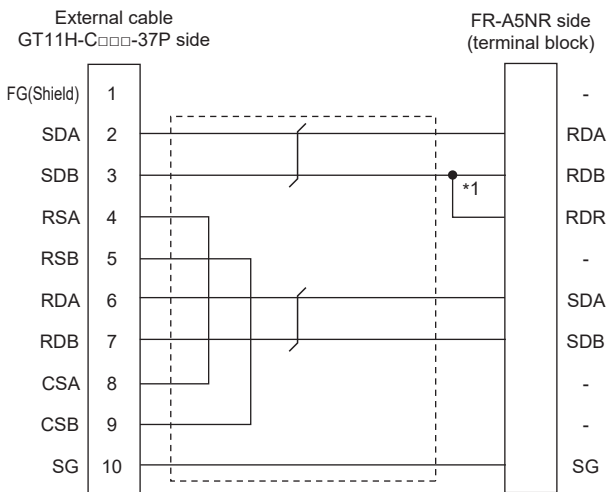 External cable
GT11H-C□□□-37P side
FR-A5NR side
(terminal block)
FG(Shield) 1 -
SDA 2 RDA
SDB 3 *1 RDB
RSA 4 RDR
RSB 5 -
RDA 6 SDA
RDB 7 SDB
CSA 8 -
CSB 9 -
SG 10 SG